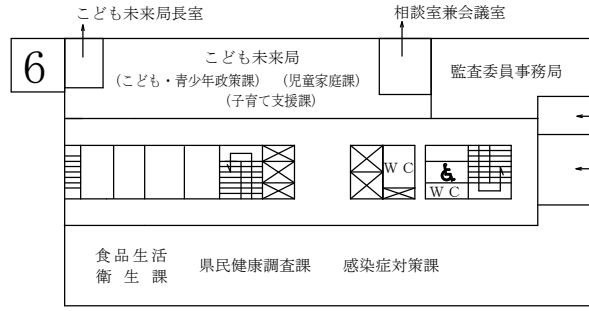 こども未来局長室
相談室兼会議室
6
こども未来局
(こども・青少年政策課) (児童家庭課)
(子育て支援課)
監査委員事務局
WC
WC
食品生活
衛生課
県民健康調査課
感染症対策課